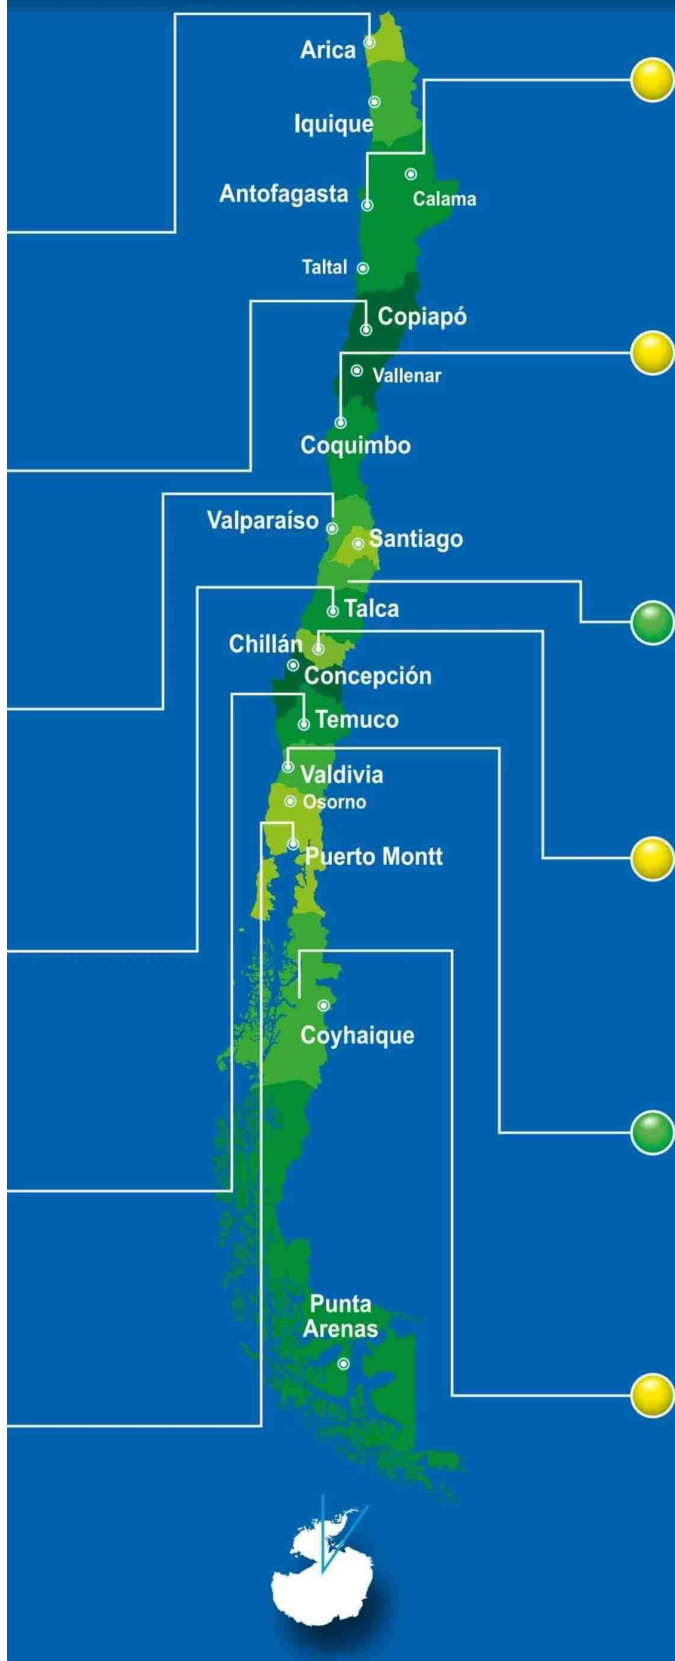 Arica
Iquique
Antofagasta
Calama
Taltal
Copiapó
Vallenar
Coquimbo
Valparaíso
Santiago
Talca
Chillán
Concepción
Temuco
Valdivia
Osorno
Puerto Montt
Coyhaique
Punta
Arenas